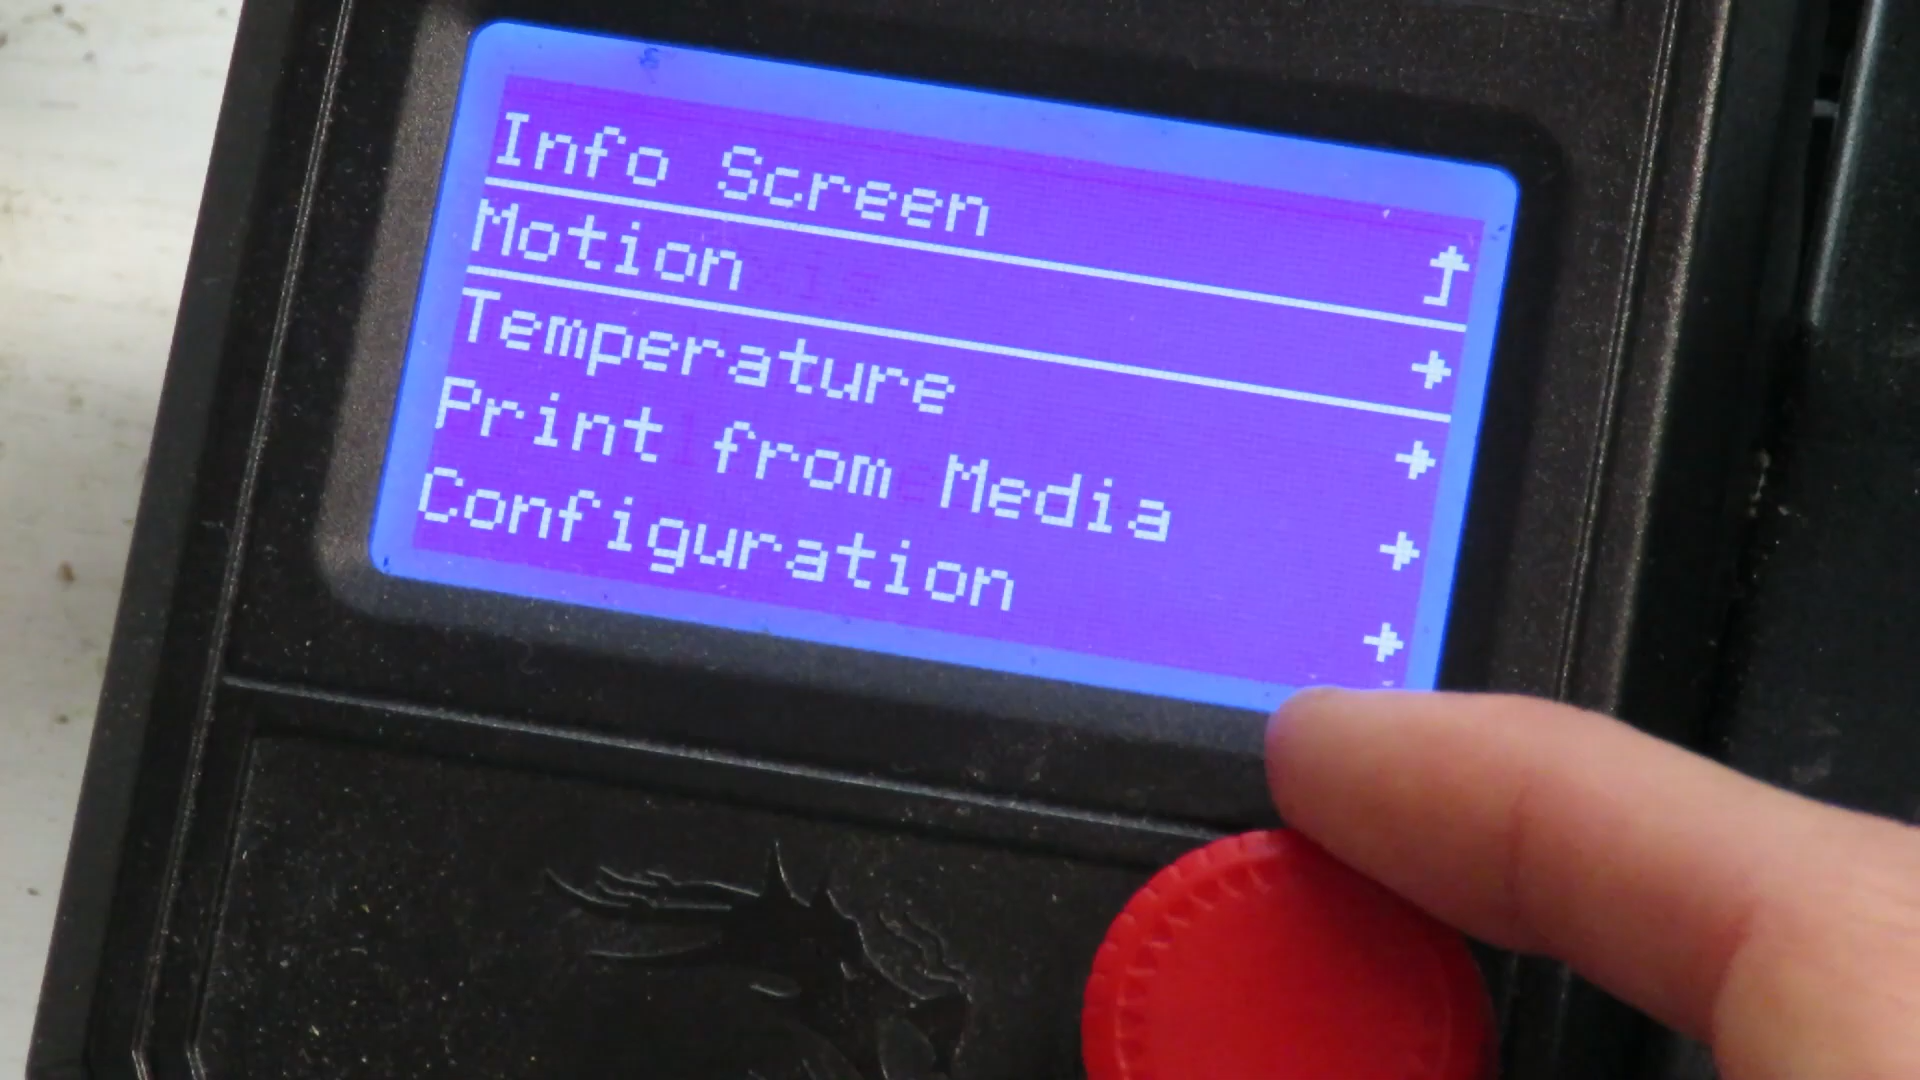 Info Screen
Motion
Temperature
Print from Media
Configuration